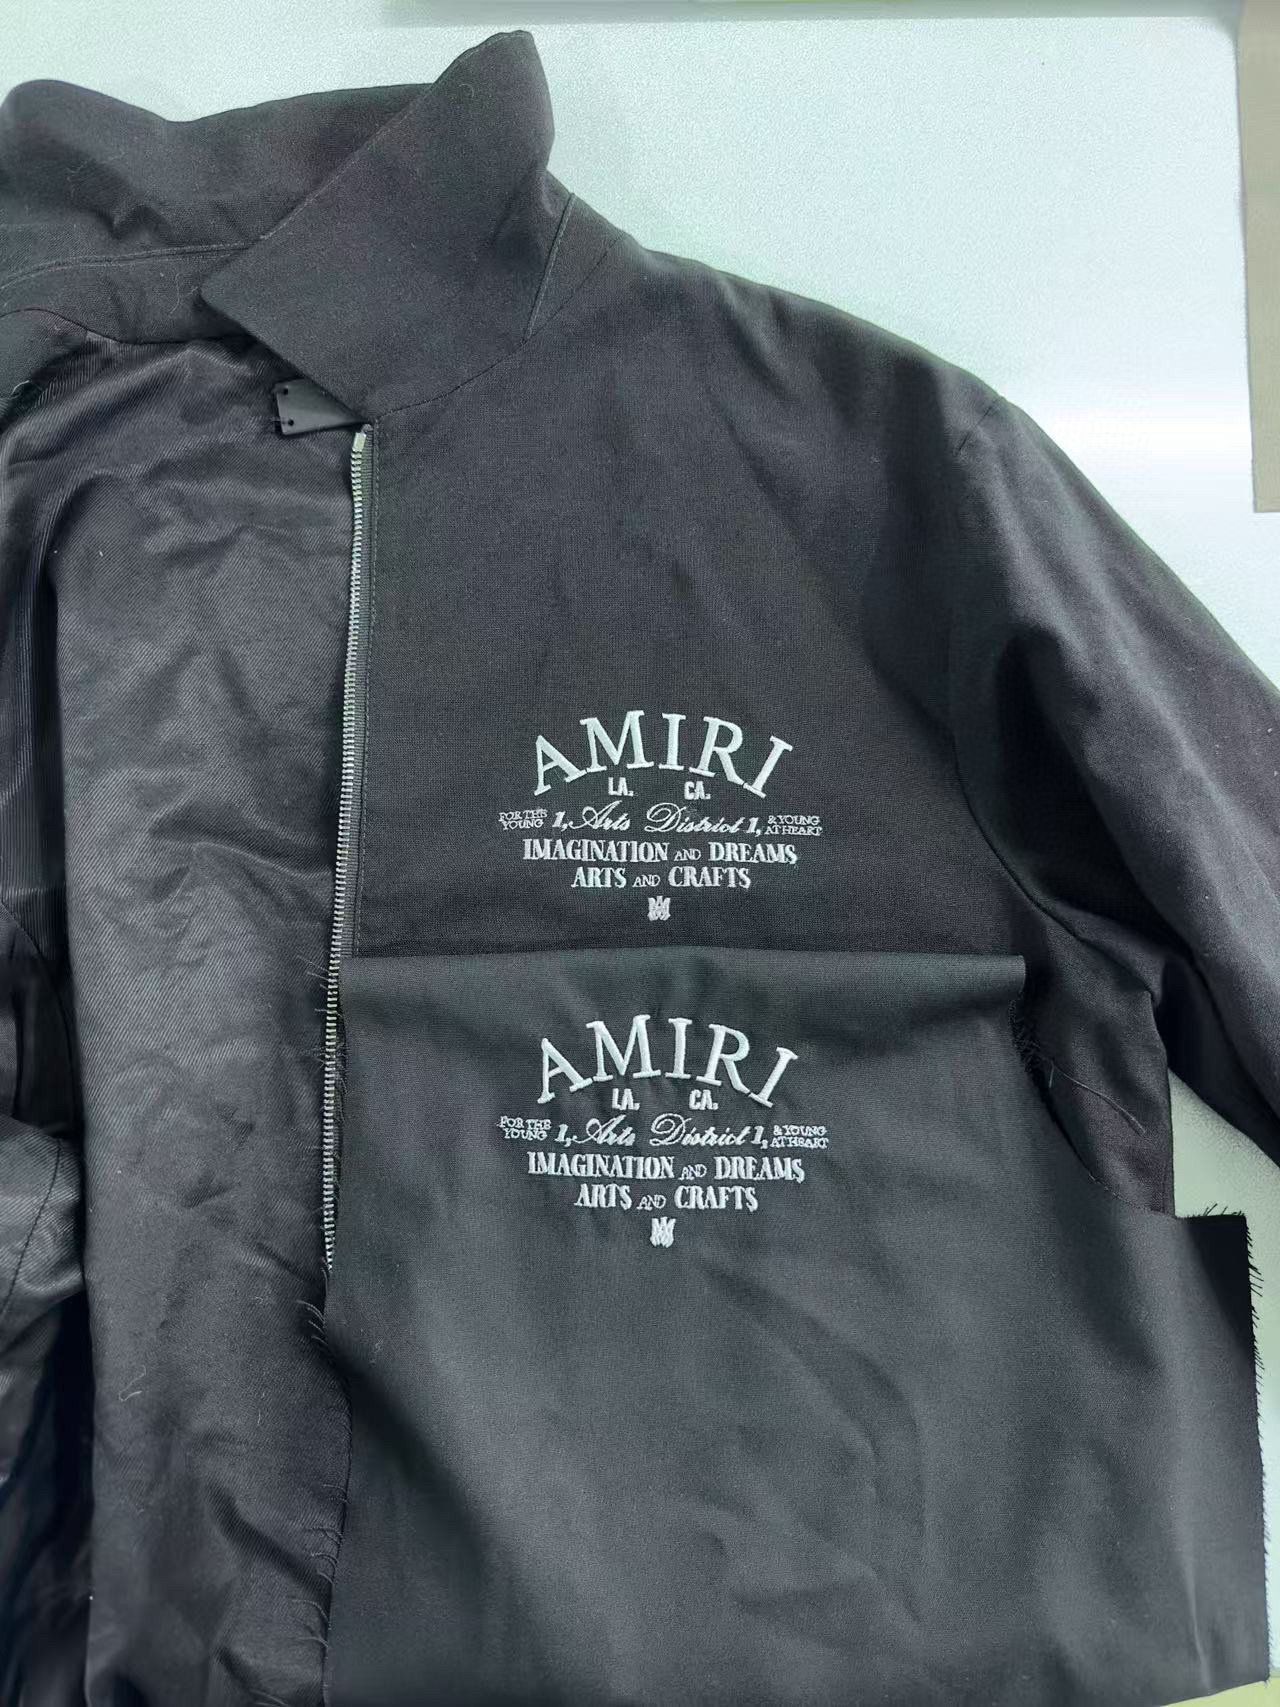 AMIRI
LA. CA.
FOR THE YOUNG 1, Arts District 1, & YOUNG AT HEART
IMAGINATION AND DREAMS
ARTS AND CRAFTS
AMIRI
LA. CA.
FOR THE YOUNG 1, Arts District 1, & YOUNG AT HEART
IMAGINATION AND DREAMS
ARTS AND CRAFTS